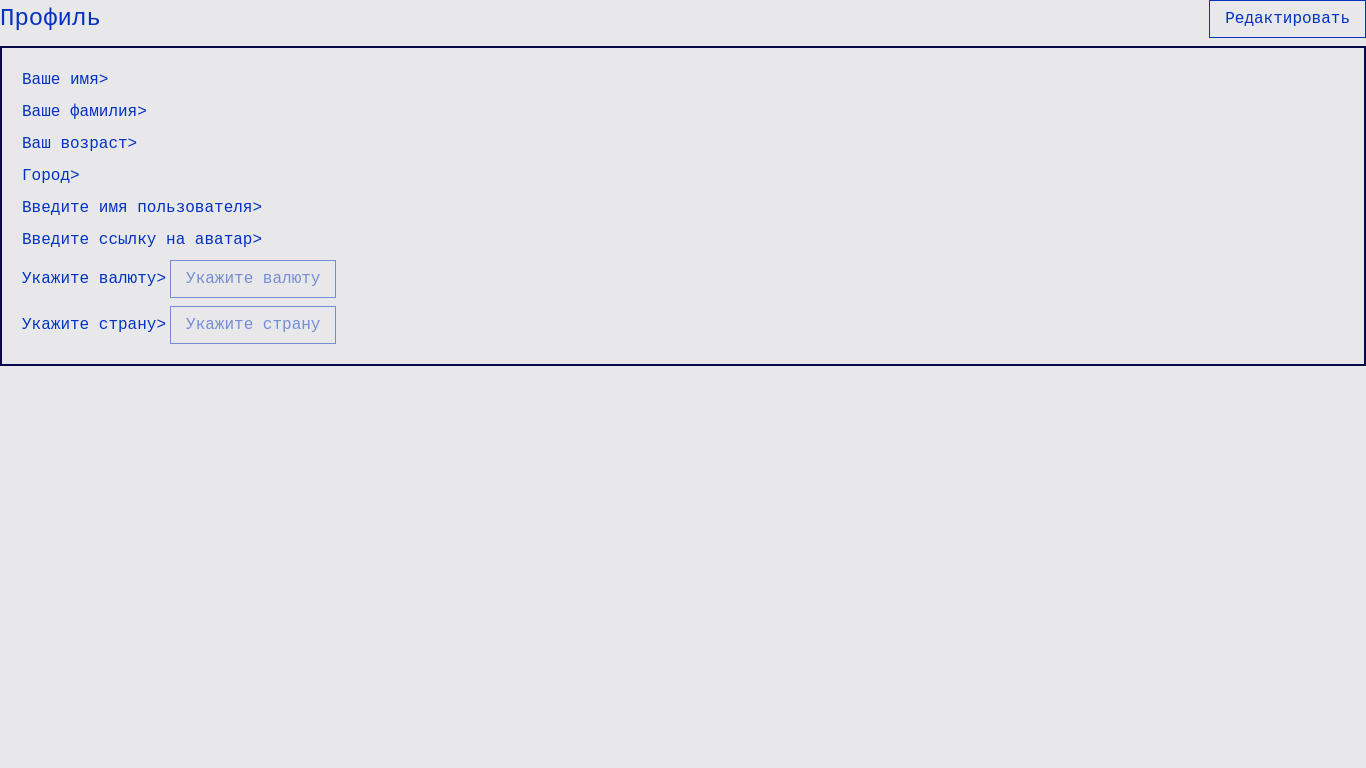 Профиль
Редактировать
Ваше имя>
Ваше фамилия>
Ваш возраст>
Город>
Введите имя пользователя>
Введите ссылку на аватар>
Укажите валюту> Укажите валюту
Укажите страну> Укажите страну